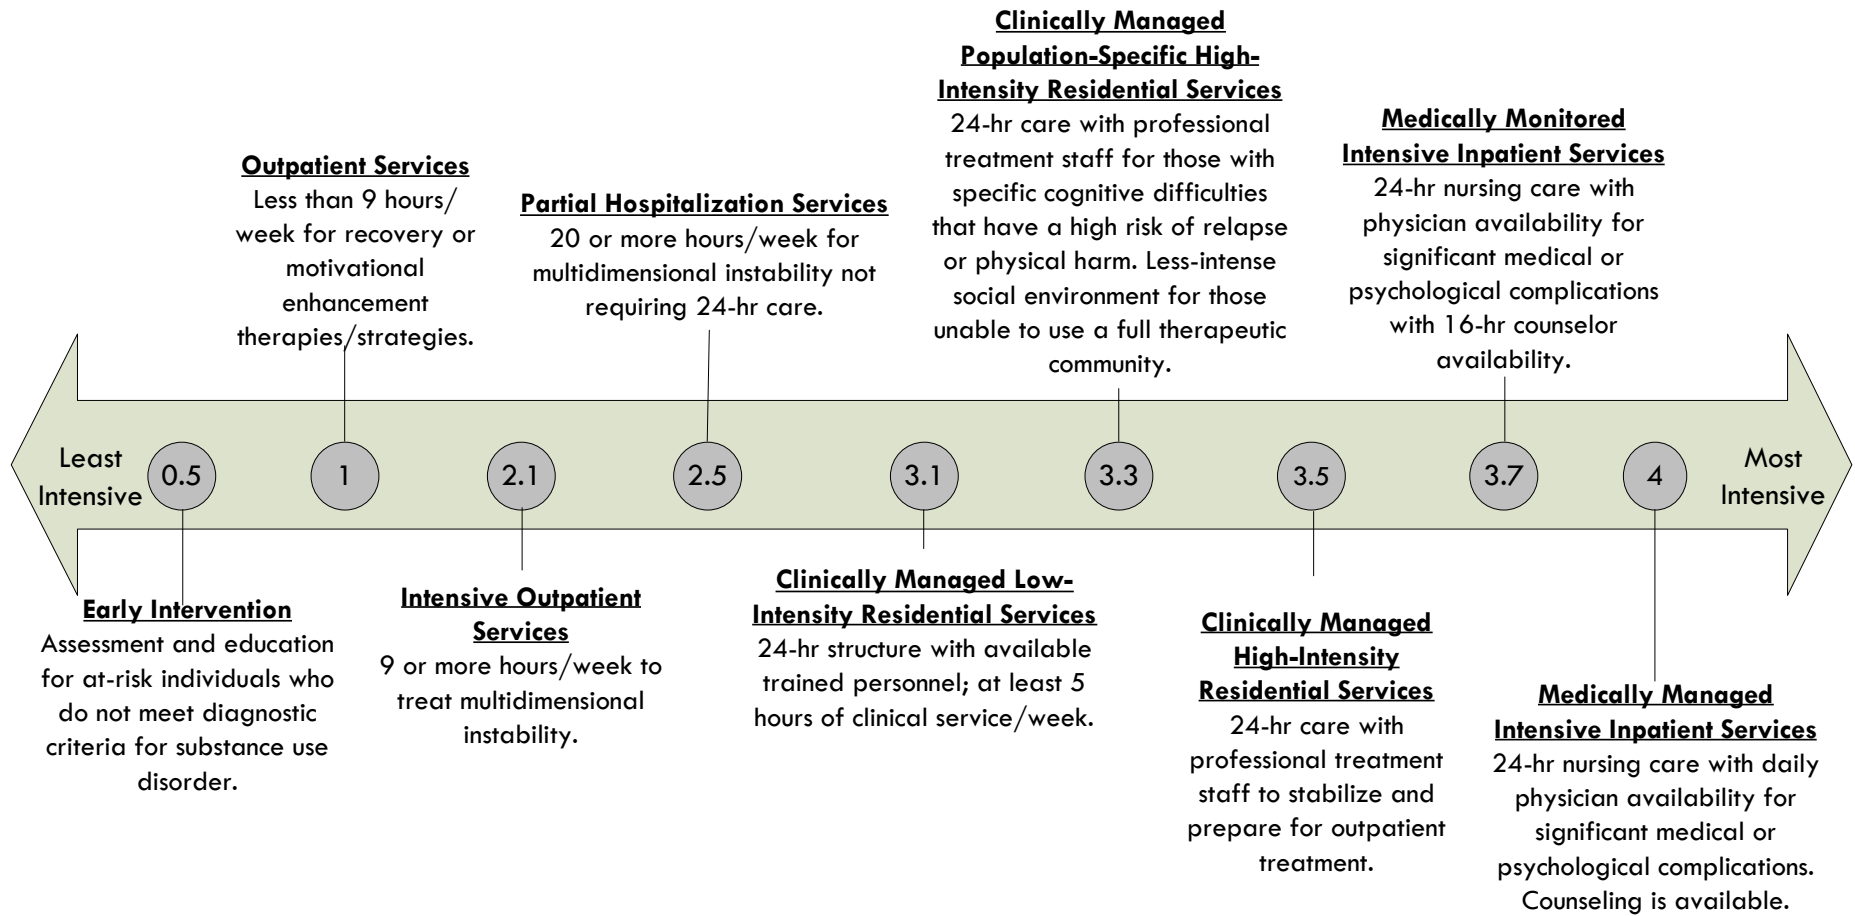 Clinically Managed
Population-Specific High-
Intensity Residential Services
24-hr care with professional
treatment staff for those with
specific cognitive difficulties
that have a high risk of relapse
or physical harm. Less-intense
social environment for those
unable to use a full therapeutic
community.
Medically Monitored
Intensive Inpatient Services
24-hr nursing care with
physician availability for
significant medical or
psychological complications
with 16-hr counselor
availability.
Outpatient Services
Less than 9 hours/
week for recovery or
motivational
enhancement
therapies/strategies.
Partial Hospitalization Services
20 or more hours/week for
multidimensional instability not
requiring 24-hr care.
Least
Intensive
0.5
1
2.1
2.5
3.1
3.3
3.5
3.7
4
Most
Intensive
Early Intervention
Assessment and education
for at-risk individuals who
do not meet diagnostic
criteria for substance use
disorder.
Intensive Outpatient
Services
9 or more hours/week to
treat multidimensional
instability.
Clinically Managed Low-
Intensity Residential Services
24-hr structure with available
trained personnel; at least 5
hours of clinical service/week.
Clinically Managed
High-Intensity
Residential Services
24-hr care with
professional treatment
staff to stabilize and
prepare for outpatient
treatment.
Medically Managed
Intensive Inpatient Services
24-hr nursing care with daily
physician availability for
significant medical or
psychological complications.
Counseling is available.